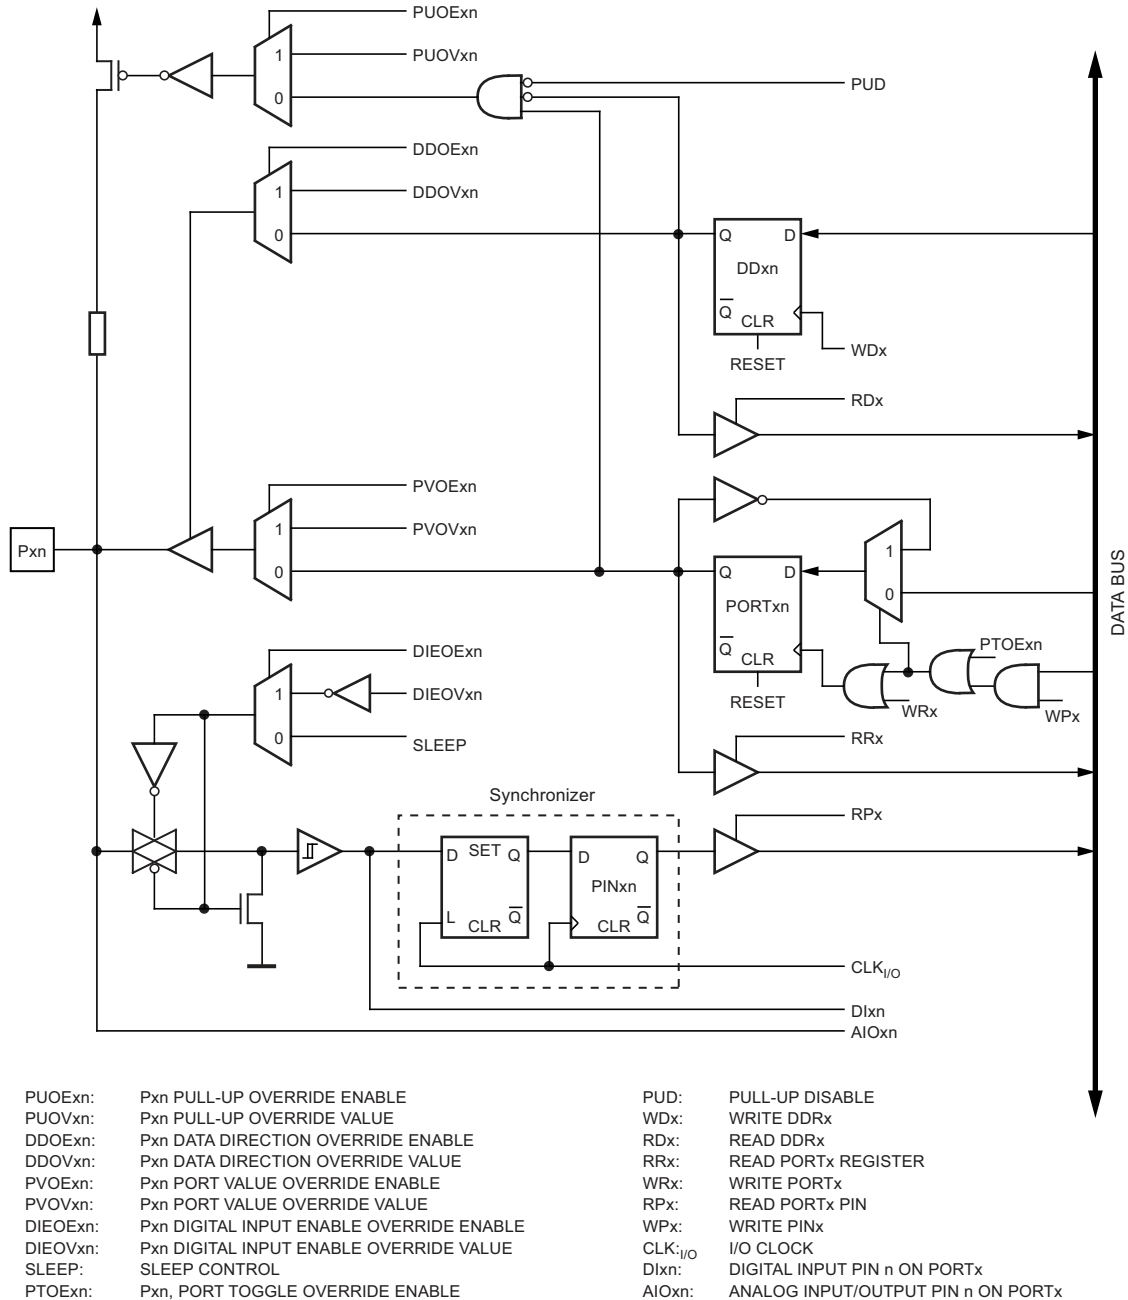 PUOExn
PUOVxn
1
0
PUD
DDOExn
DDOVxn
1
0
Q D
DDxn
Q CLR
RESET
WDx
RDx
PVOExn
PVOVxn
1
0
Pxn
Q D
PORTxn
Q CLR
RESET
1
0
PTOExn
WRx
WPx
DATA BUS
DIEOExn
DIEOVxn
1
0
SLEEP
RRx
Synchronizer
RPx
D SET Q
L CLR Q
D Q
PINxn
CLR Q
CLKI/O
DIxn
AIOxn
PUOExn: Pxn PULL-UP OVERRIDE ENABLE
PUOVxn: Pxn PULL-UP OVERRIDE VALUE
DDOExn: Pxn DATA DIRECTION OVERRIDE ENABLE
DDOVxn: Pxn DATA DIRECTION OVERRIDE VALUE
PVOExn: Pxn PORT VALUE OVERRIDE ENABLE
PVOVxn: Pxn PORT VALUE OVERRIDE VALUE
DIEOExn: Pxn DIGITAL INPUT ENABLE OVERRIDE ENABLE
DIEOVxn: Pxn DIGITAL INPUT ENABLE OVERRIDE VALUE
SLEEP: SLEEP CONTROL
PTOExn: Pxn, PORT TOGGLE OVERRIDE ENABLE
PUD: PULL-UP DISABLE
WDx: WRITE DDRx
RDx: READ DDRx
RRx: READ PORTx REGISTER
WRx: WRITE PORTx
RPx: READ PORTx PIN
WPx: WRITE PINx
CLK:I/O I/O CLOCK
DIxn: DIGITAL INPUT PIN n ON PORTx
AIOxn: ANALOG INPUT/OUTPUT PIN n ON PORTx